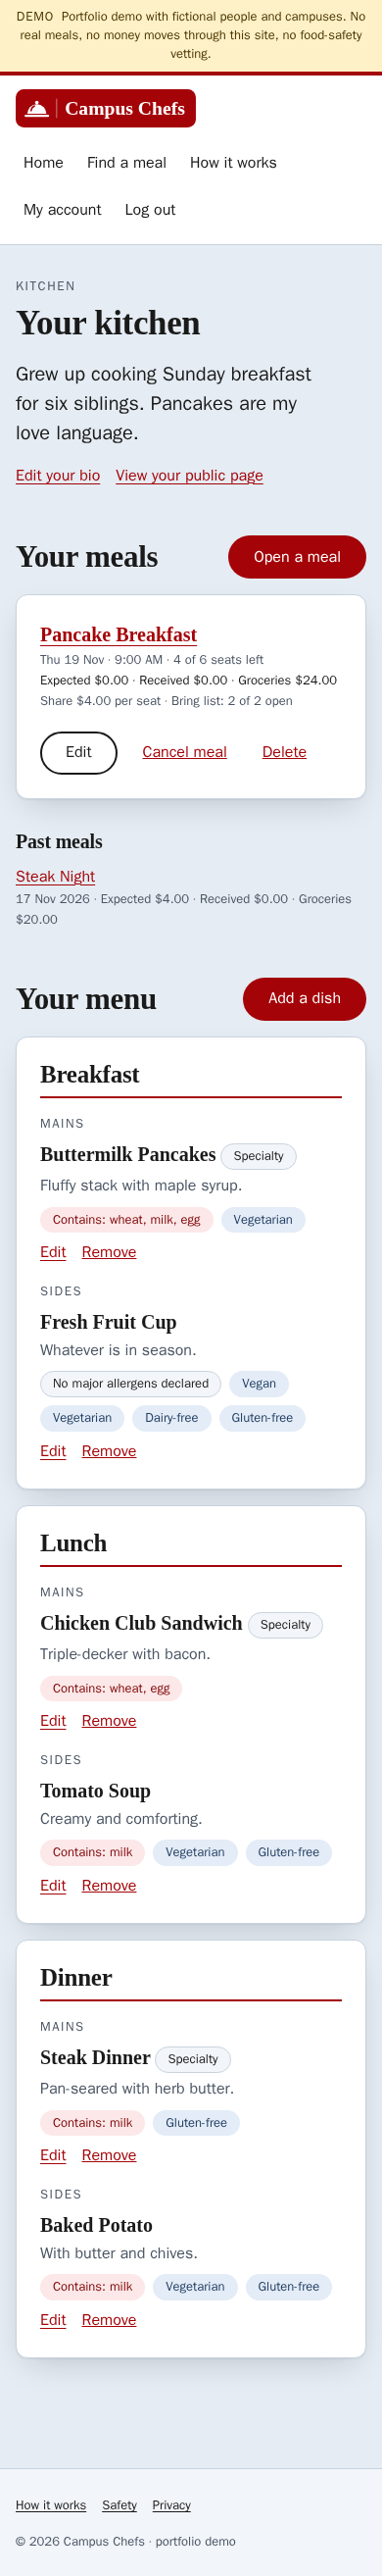 DEMO Portfolio demo with fictional people and campuses. No
real meals, no money moves through this site, no food-safety
vetting.
Campus Chefs
Home Find a meal How it works
My account Log out
KITCHEN
Your kitchen
Grew up cooking Sunday breakfast
for six siblings. Pancakes are my
love language.
Edit your bio View your public page
Your meals Open a meal
Pancake Breakfast
Thu 19 Nov · 9:00 AM · 4 of 6 seats left
Expected $0.00 · Received $0.00 · Groceries $24.00
Share $4.00 per seat · Bring list: 2 of 2 open
Edit Cancel meal Delete
Past meals
Steak Night
17 Nov 2026 · Expected $4.00 · Received $0.00 · Groceries
$20.00
Your menu Add a dish
Breakfast
MAINS
Buttermilk Pancakes Specialty
Fluffy stack with maple syrup.
Contains: wheat, milk, egg Vegetarian
Edit Remove
SIDES
Fresh Fruit Cup
Whatever is in season.
No major allergens declared Vegan
Vegetarian Dairy-free Gluten-free
Edit Remove
Lunch
MAINS
Chicken Club Sandwich Specialty
Triple-decker with bacon.
Contains: wheat, egg
Edit Remove
SIDES
Tomato Soup
Creamy and comforting.
Contains: milk Vegetarian Gluten-free
Edit Remove
Dinner
MAINS
Steak Dinner Specialty
Pan-seared with herb butter.
Contains: milk Gluten-free
Edit Remove
SIDES
Baked Potato
With butter and chives.
Contains: milk Vegetarian Gluten-free
Edit Remove
How it works Safety Privacy
© 2026 Campus Chefs · portfolio demo